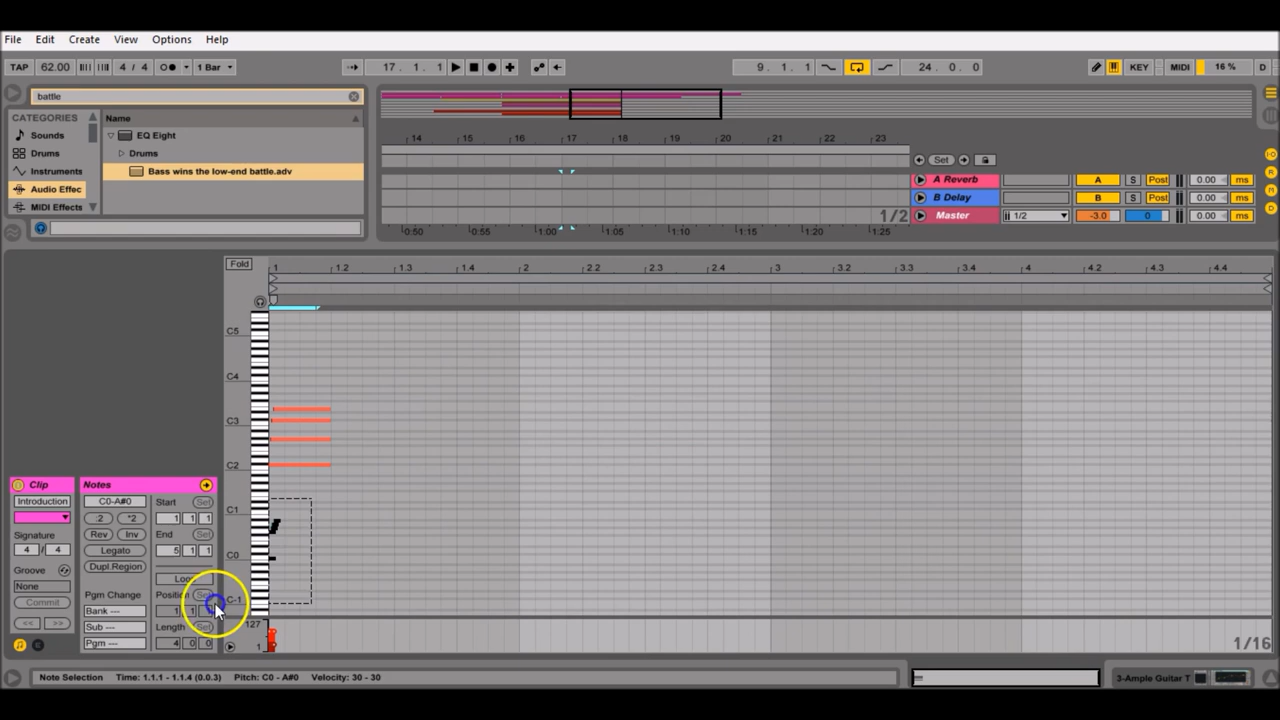 File Edit Create View Options Help
TAP 62.00 4 / 4 1 Bar 17. 1. 1 9. 1. 1 24. 0. 0 KEY MIDI 16 % D
battle
CATEGORIES Name
Sounds EQ Eight
Drums Drums
Instruments Bass wins the low-end battle.adv
Audio Effec
MIDI Effects
14 15 16 17 18 19 20 21 22 23
Set
A Reverb A S Post 0.00 ms
B Delay B S Post 0.00 ms
1/2 Master 1/2 -3.0 0 0.00 ms
0:50 0:55 1:00 1:05 1:10 1:15 1:20 1:25
Fold 1 1.2 1.3 1.4 2 2.2 2.3 2.4 3 3.2 3.3 3.4 4 4.2 4.3 4.4
C5
C4
C3
C2
C1
C0
C-1
127
1
1/16
Clip Notes
Introduction C0-A#0 Start Set
:2 *2 1 1 1
Signature Rev Inv End Set
4 / 4 Legato 5 1 1
Groove Dupl.Region
None Loop
Commit Pgm Change Position Set
<< >> Bank --- 1 1
Sub --- Length Set
Pgm --- 4 0 0
Note Selection Time: 1.1.1 - 1.1.4 (0.0.3) Pitch: C0 - A#0 Velocity: 30 - 30
3-Ample Guitar T